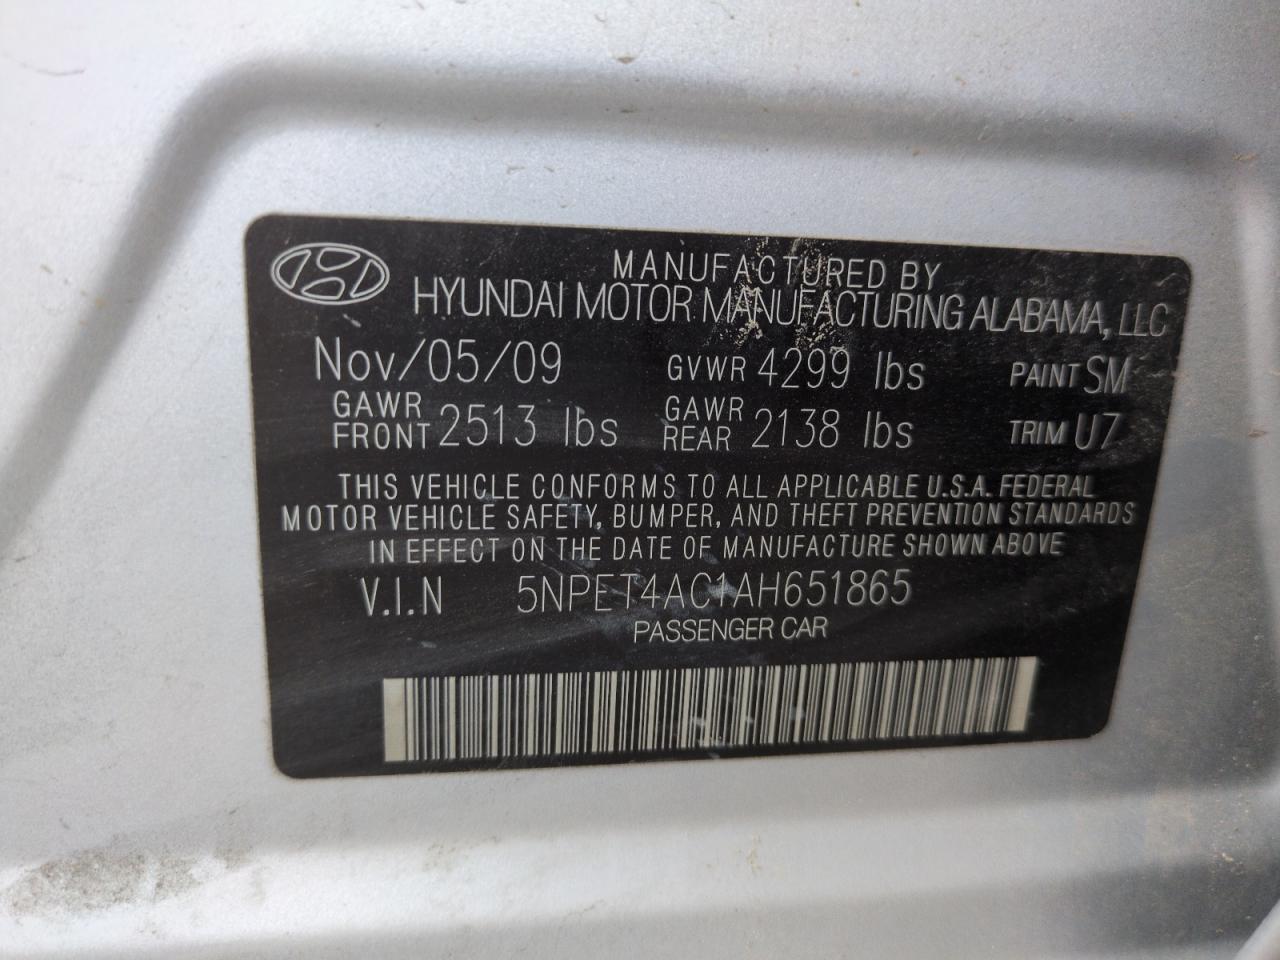 MANUFACTURED BY
HYUNDAI MOTOR MANUFACTURING ALABAMA, LLC
Nov/05/09 GVWR 4299 lbs PAINT SM
GAWR FRONT 2513 lbs GAWR REAR 2138 lbs TRIM U7
THIS VEHICLE CONFORMS TO ALL APPLICABLE U.S.A. FEDERAL
MOTOR VEHICLE SAFETY, BUMPER, AND THEFT PREVENTION STANDARDS
IN EFFECT ON THE DATE OF MANUFACTURE SHOWN ABOVE
V.I.N 5NPET4AC1AH651865
PASSENGER CAR